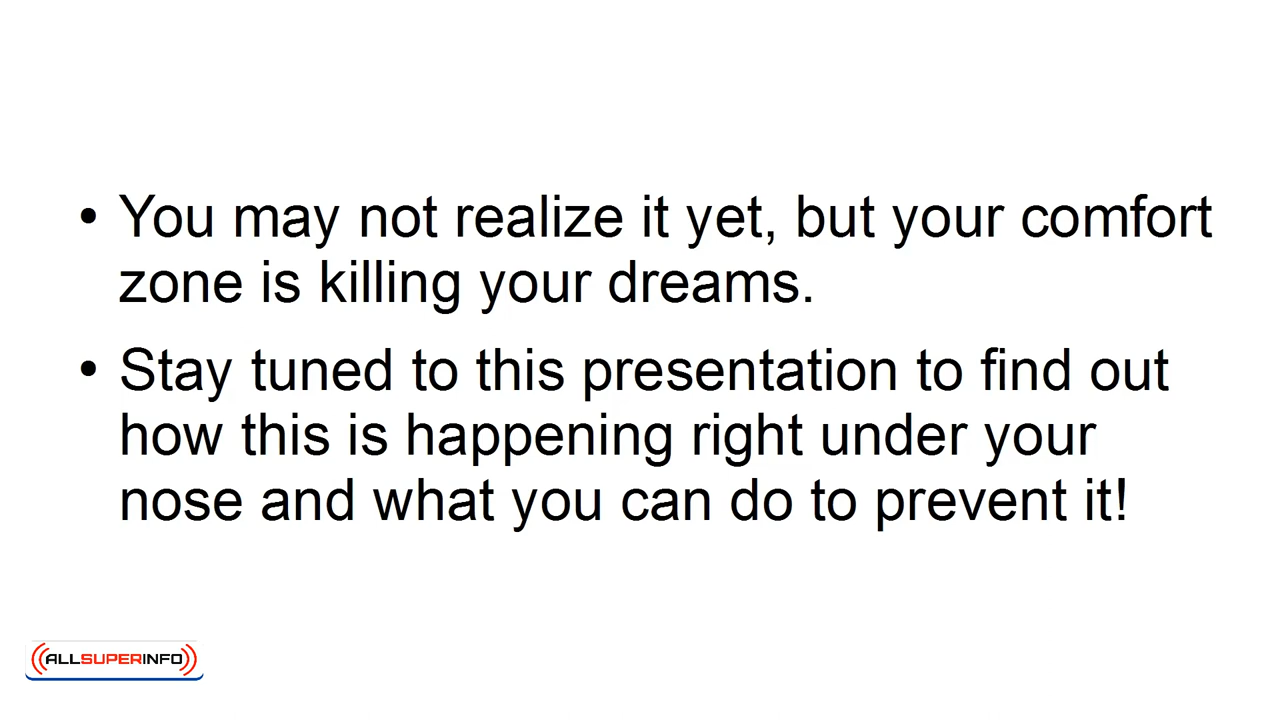 • You may not realize it yet, but your comfort
zone is killing your dreams.
• Stay tuned to this presentation to find out
how this is happening right under your
nose and what you can do to prevent it!
ALLSUPERINFO